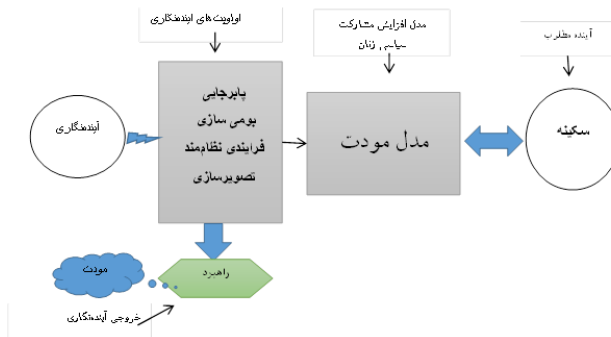 اولویت‌های آینده‌نگاری
مدل افزایش مشارکت
سیاسی زنان
آینده مطلوب
آینده‌نگاری
پابرجایی
بومی سازی
فرایندی نظام‌مند
تصویرسازی
مدل مودت
سکینه
مودت
راهبرد
خروجی آینده‌نگاری